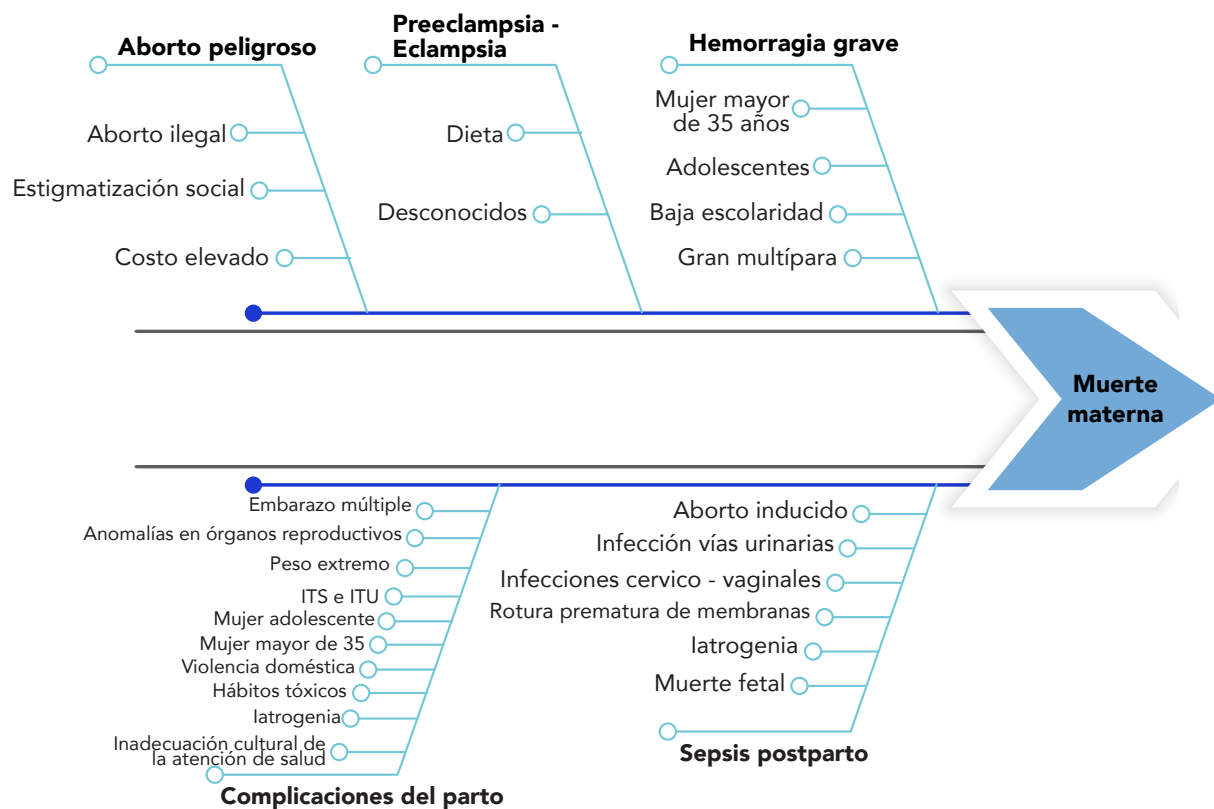 Aborto peligroso
Aborto ilegal
Estigmatización social
Costo elevado
Preeclampsia -
Eclampsia
Dieta
Desconocidos
Hemorragia grave
Mujer mayor
de 35 años
Adolescentes
Baja escolaridad
Gran multípara
Muerte
materna
Embarazo múltiple
Anomalías en órganos reproductivos
Peso extremo
ITS e ITU
Mujer adolescente
Mujer mayor de 35
Violencia doméstica
Hábitos tóxicos
Iatrogenia
Inadecuación cultural de
la atención de salud
Complicaciones del parto
Aborto inducido
Infección vías urinarias
Infecciones cervico - vaginales
Rotura prematura de membranas
Iatrogenia
Muerte fetal
Sepsis postparto